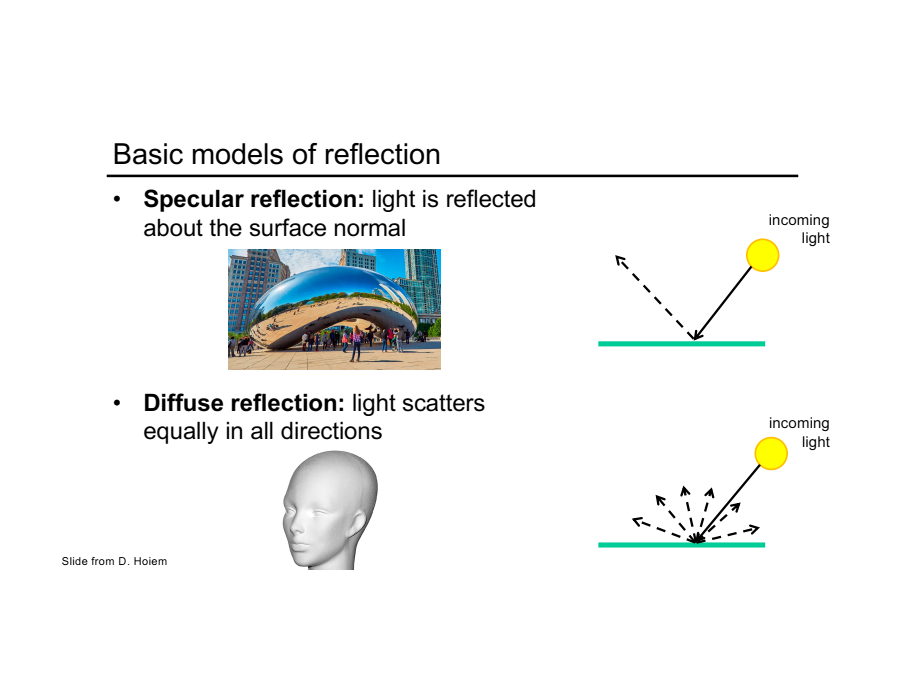 Basic models of reflection
• Specular reflection: light is reflected
about the surface normal
incoming
light
• Diffuse reflection: light scatters
equally in all directions
incoming
light
Slide from D. Hoiem